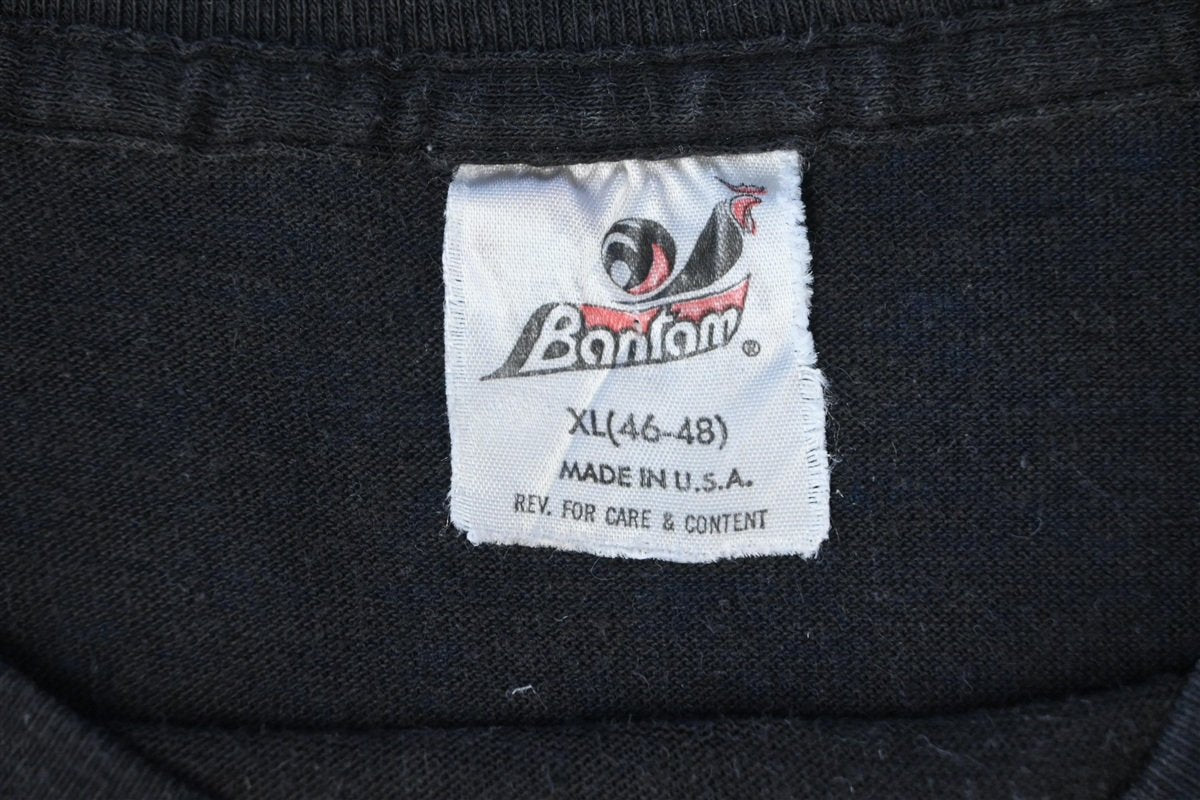 Bantam®
XL(46-48)
MADE IN U.S.A.
REV. FOR CARE & CONTENT